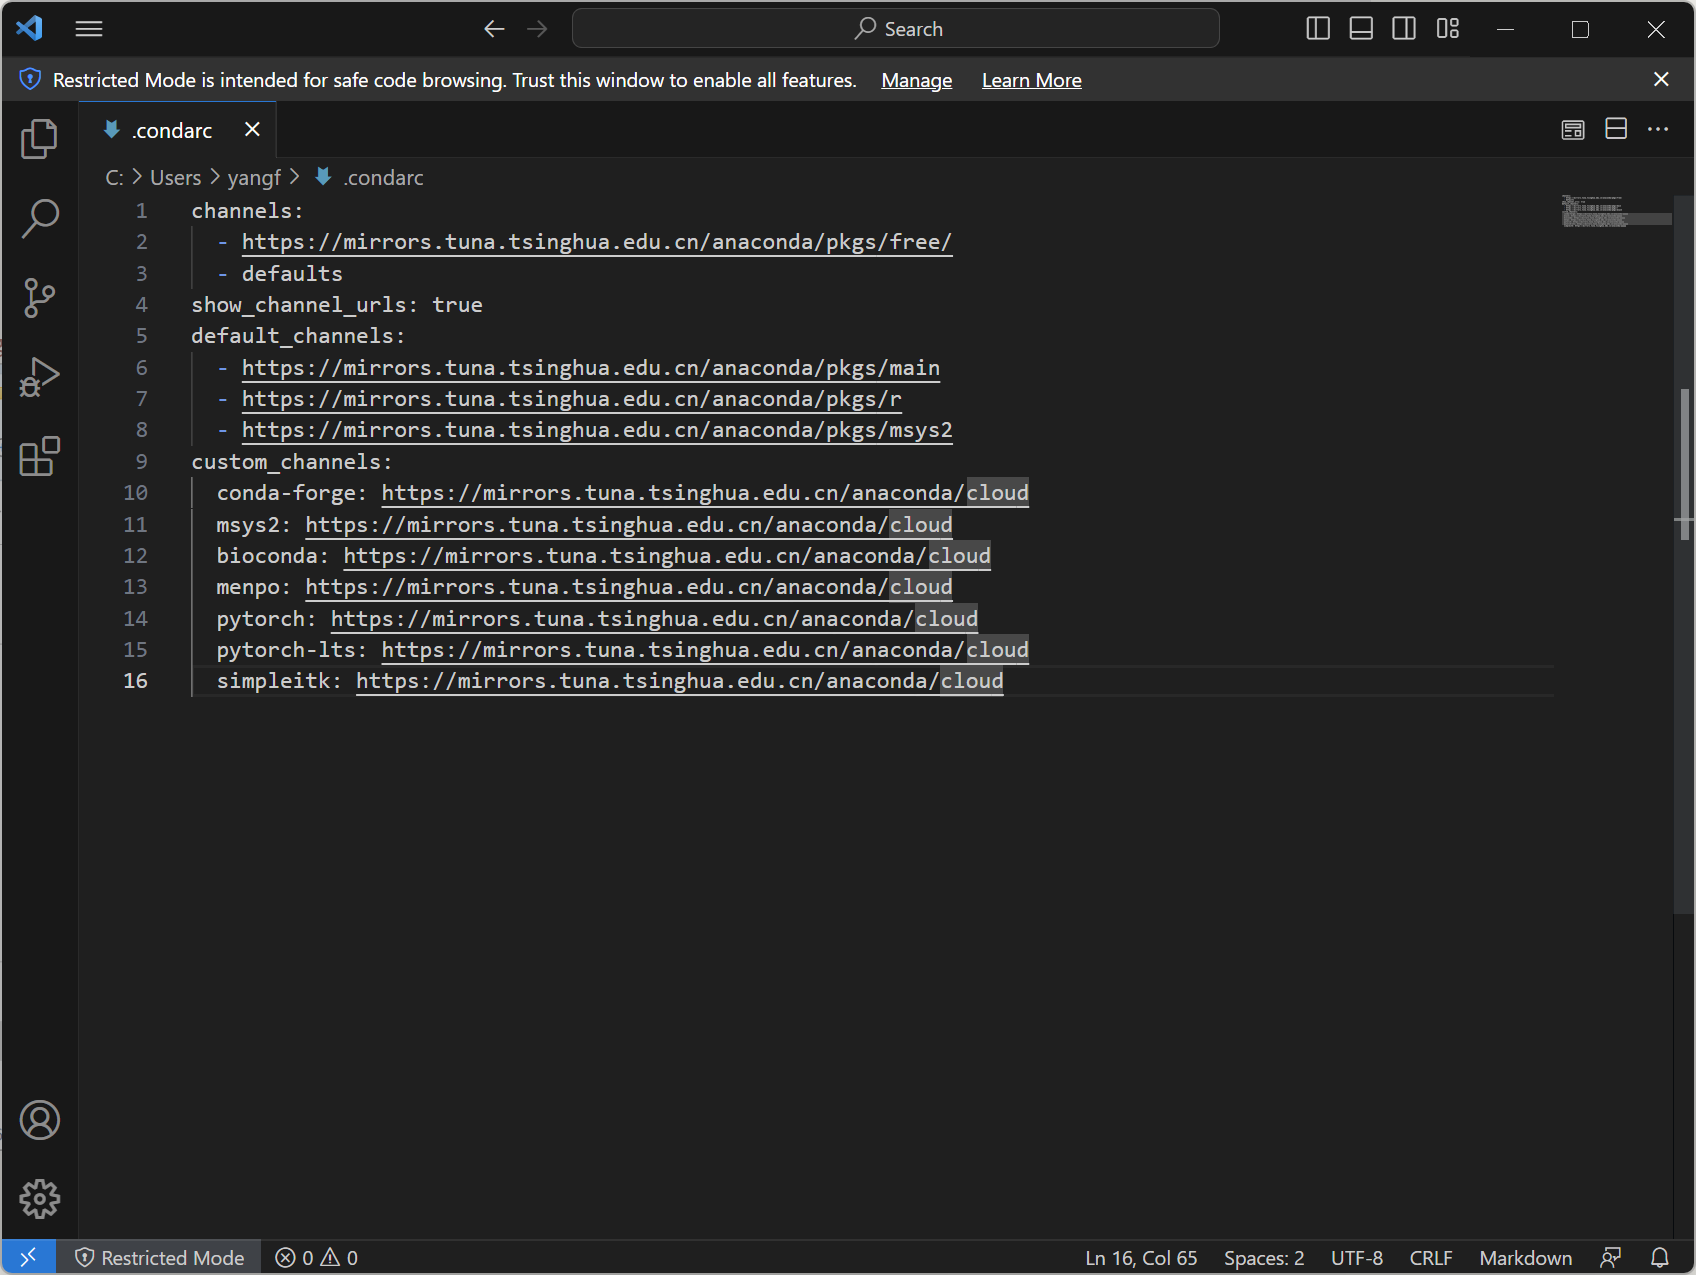 Search
Restricted Mode is intended for safe code browsing. Trust this window to enable all features. Manage Learn More
.condarc
C: > Users > yangf > .condarc
1 channels:
2 - https://mirrors.tuna.tsinghua.edu.cn/anaconda/pkgs/free/
3 - defaults
4 show_channel_urls: true
5 default_channels:
6 - https://mirrors.tuna.tsinghua.edu.cn/anaconda/pkgs/main
7 - https://mirrors.tuna.tsinghua.edu.cn/anaconda/pkgs/r
8 - https://mirrors.tuna.tsinghua.edu.cn/anaconda/pkgs/msys2
9 custom_channels:
10 conda-forge: https://mirrors.tuna.tsinghua.edu.cn/anaconda/cloud
11 msys2: https://mirrors.tuna.tsinghua.edu.cn/anaconda/cloud
12 bioconda: https://mirrors.tuna.tsinghua.edu.cn/anaconda/cloud
13 menpo: https://mirrors.tuna.tsinghua.edu.cn/anaconda/cloud
14 pytorch: https://mirrors.tuna.tsinghua.edu.cn/anaconda/cloud
15 pytorch-lts: https://mirrors.tuna.tsinghua.edu.cn/anaconda/cloud
16 simpleitk: https://mirrors.tuna.tsinghua.edu.cn/anaconda/cloud
Restricted Mode 0 0 Ln 16, Col 65 Spaces: 2 UTF-8 CRLF Markdown